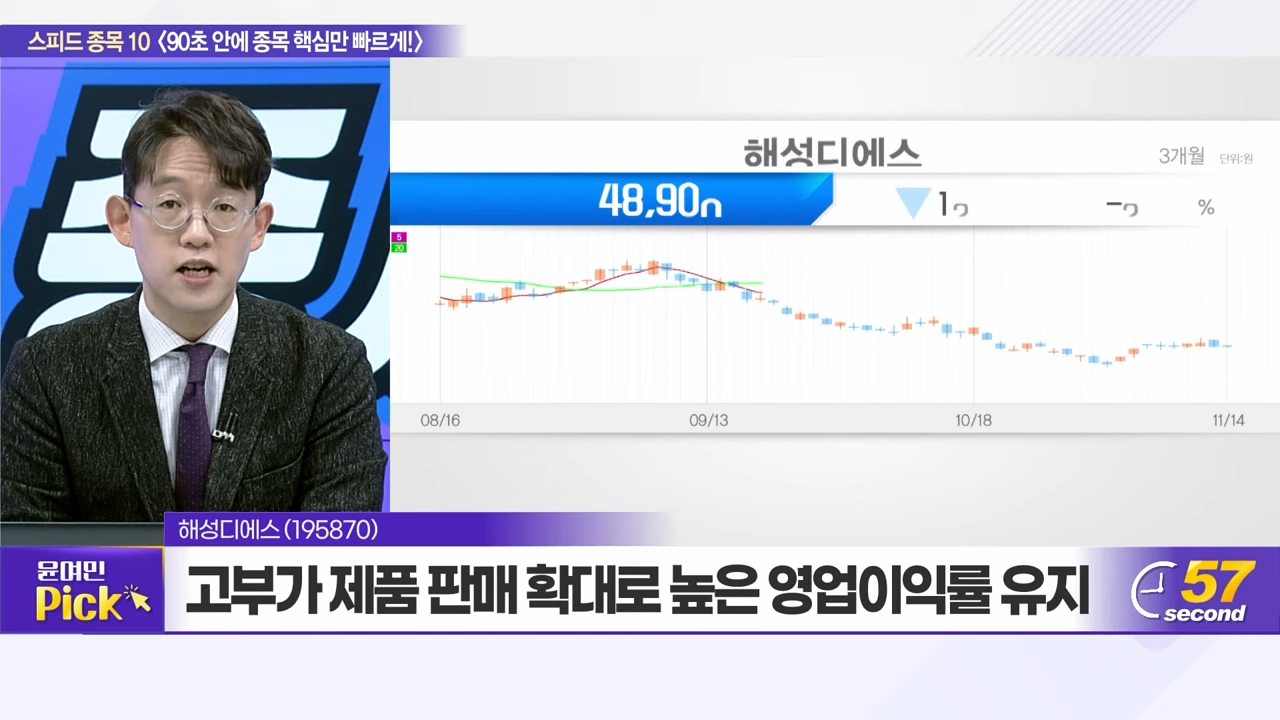 스피드 종목 10 〈90초 안에 종목 핵심만 빠르게!〉
해성디에스
3개월 단위:원
%
5
20
08/16 09/13 10/18 11/14
해성디에스 (195870)
윤여민
Pick
고부가 제품 판매 확대로 높은 영업이익률 유지
57
second